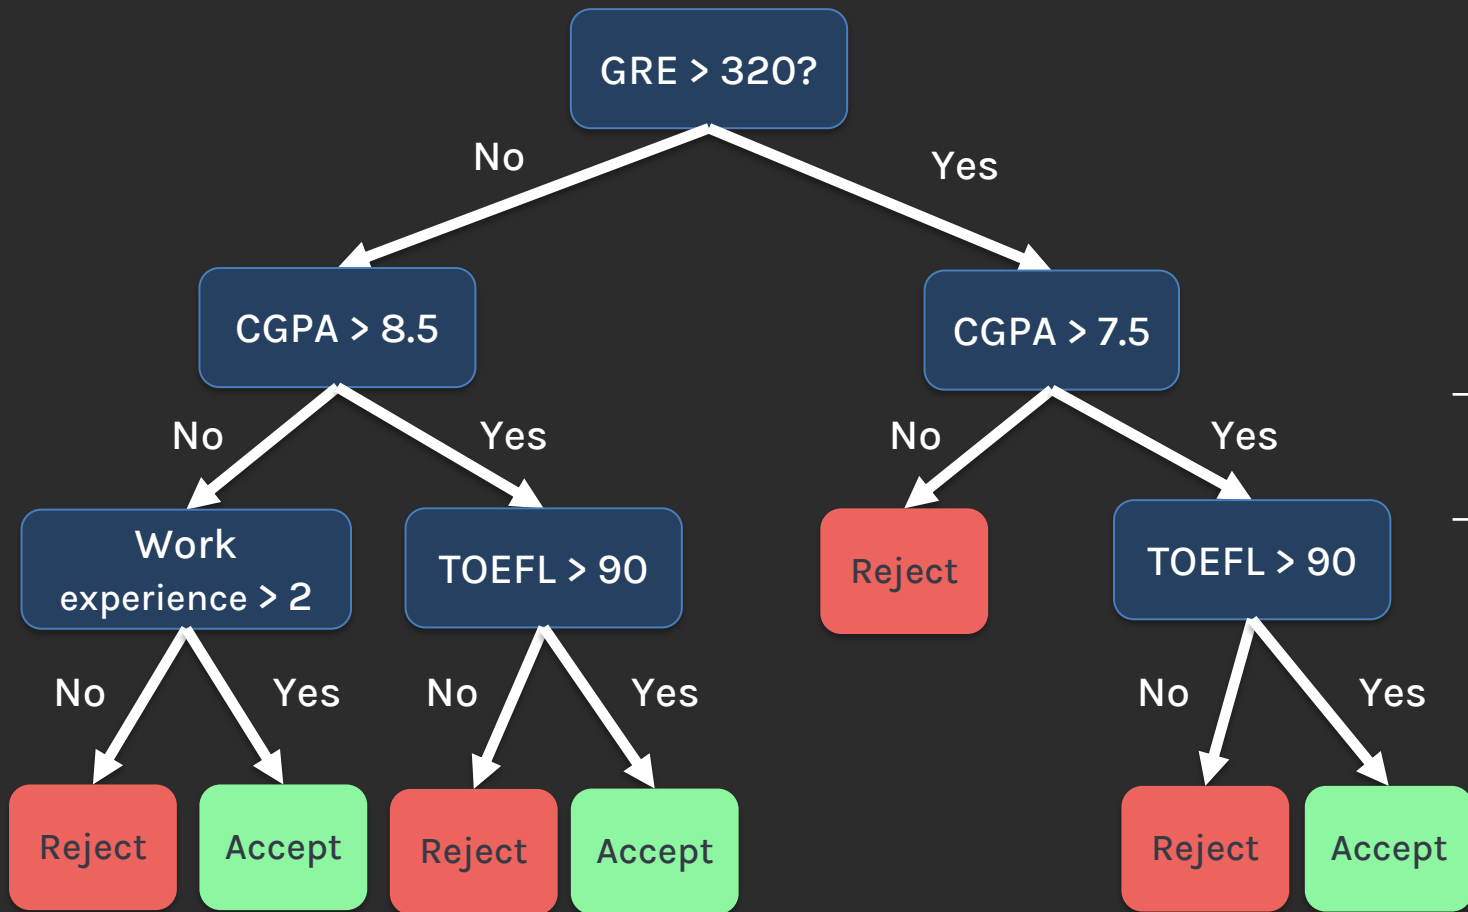 GRE > 320?
No
Yes
CGPA > 8.5
CGPA > 7.5
No
Yes
No
Yes
Work
experience > 2
TOEFL > 90
Reject
TOEFL > 90
No
Yes
No
Yes
No
Yes
Reject
Accept
Reject
Accept
Reject
Accept